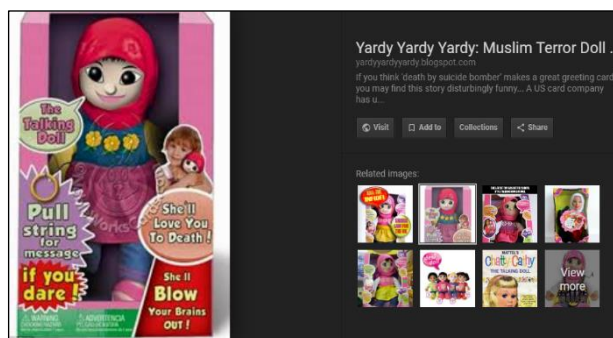 The
Talking
Doll
Pull
string
for
message
if you
dare!
She'll
Love You
To Death!
She ll
Blow
Your Brains
OUT!
WARNING
ADVERTENCIA
Yardy Yardy Yardy: Muslim Terror Doll ...
yardyyardyyardy.blogspot.com
If you think 'death by suicide bomber' makes a great greeting card
you may find this story disturbingly funny... A US card company
has u...
Visit
Add to
Collections
Share
Related images:
Chatty Cathy
THE TALKING DOLL
View
more